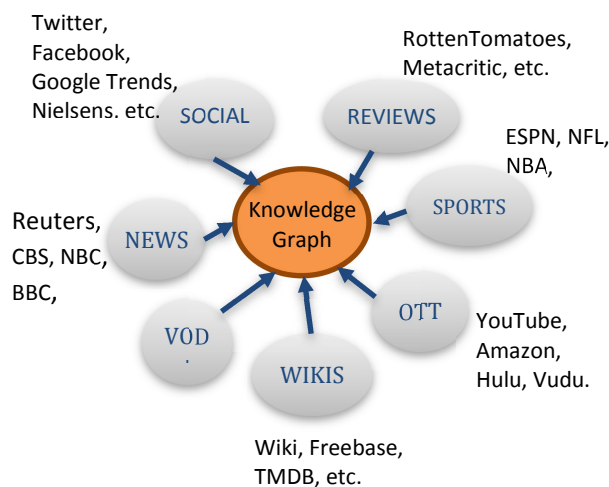 Twitter,
Facebook,
Google Trends,
Nielsens. etc.
SOCIAL
RottenTomatoes,
Metacritic, etc.
REVIEWS
ESPN, NFL,
NBA,
SPORTS
Knowledge
Graph
Reuters,
CBS, NBC,
BBC,
NEWS
VOD
.
WIKIS
OTT
YouTube,
Amazon,
Hulu, Vudu.
Wiki, Freebase,
TMDB, etc.